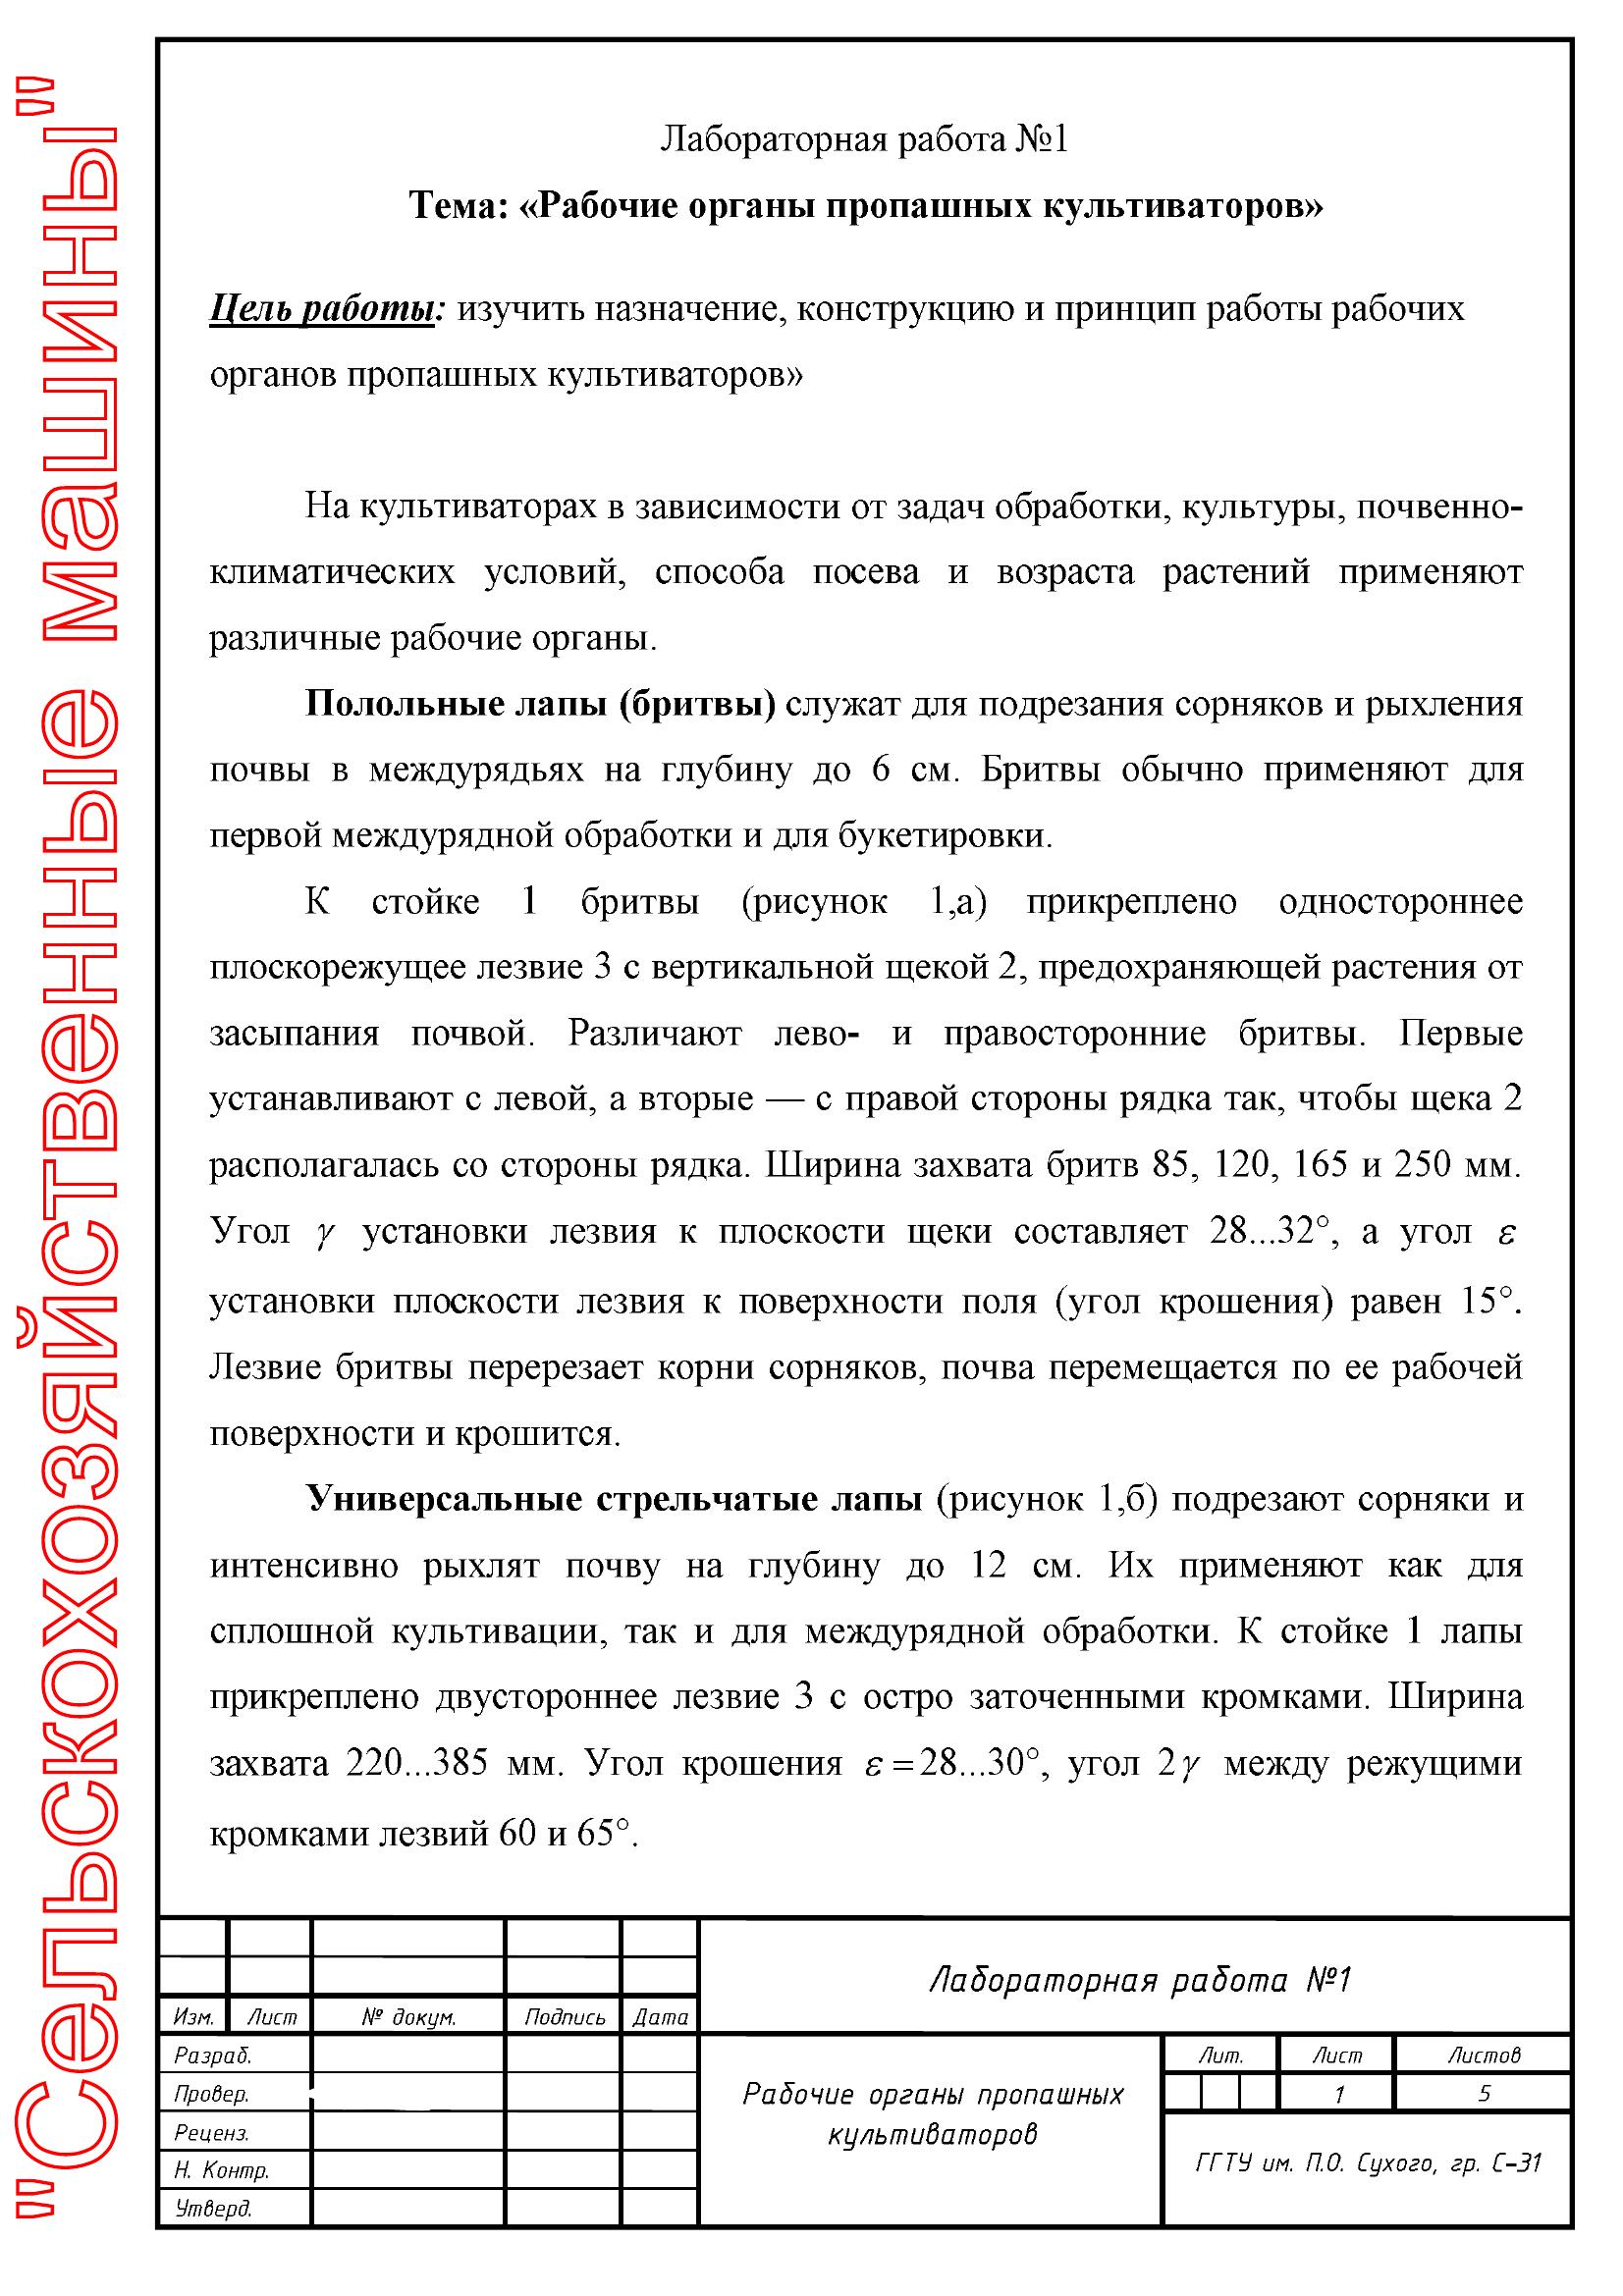 "Сельскохозяйственные машины"
Лабораторная работа №1
Тема: «Рабочие органы пропашных культиваторов»
Цель работы: изучить назначение, конструкцию и принцип работы рабочих
органов пропашных культиваторов»
На культиваторах в зависимости от задач обработки, культуры, почвенно-
климатических условий, способа посева и возраста растений применяют
различные рабочие органы.
Полольные лапы (бритвы) служат для подрезания сорняков и рыхления
почвы в междурядьях на глубину до 6 см. Бритвы обычно применяют для
первой междурядной обработки и для букетировки.
К стойке 1 бритвы (рисунок 1,а) прикреплено одностороннее
плоскорежущее лезвие 3 с вертикальной щекой 2, предохраняющей растения от
засыпания почвой. Различают лево- и правосторонние бритвы. Первые
устанавливают с левой, а вторые — с правой стороны рядка так, чтобы щека 2
располагалась со стороны рядка. Ширина захвата бритв 85, 120, 165 и 250 мм.
Угол γ установки лезвия к плоскости щеки составляет 28...32°, а угол ε
установки плоскости лезвия к поверхности поля (угол крошения) равен 15°.
Лезвие бритвы перерезает корни сорняков, почва перемещается по ее рабочей
поверхности и крошится.
Универсальные стрельчатые лапы (рисунок 1,б) подрезают сорняки и
интенсивно рыхлят почву на глубину до 12 см. Их применяют как для
сплошной культивации, так и для междурядной обработки. К стойке 1 лапы
прикреплено двустороннее лезвие 3 с остро заточенными кромками. Ширина
захвата 220...385 мм. Угол крошения ε=28...30°, угол 2γ между режущими
кромками лезвий 60 и 65°.
Лабораторная работа №1
Изм. Лист № докум. Подпись Дата
Разраб.
Провер.
Реценз.
Н. Контр.
Утверд.
Рабочие органы пропашных
культиваторов
Лит. Лист Листов
1 5
ГГТУ им. П.О. Сухого, гр. С-31